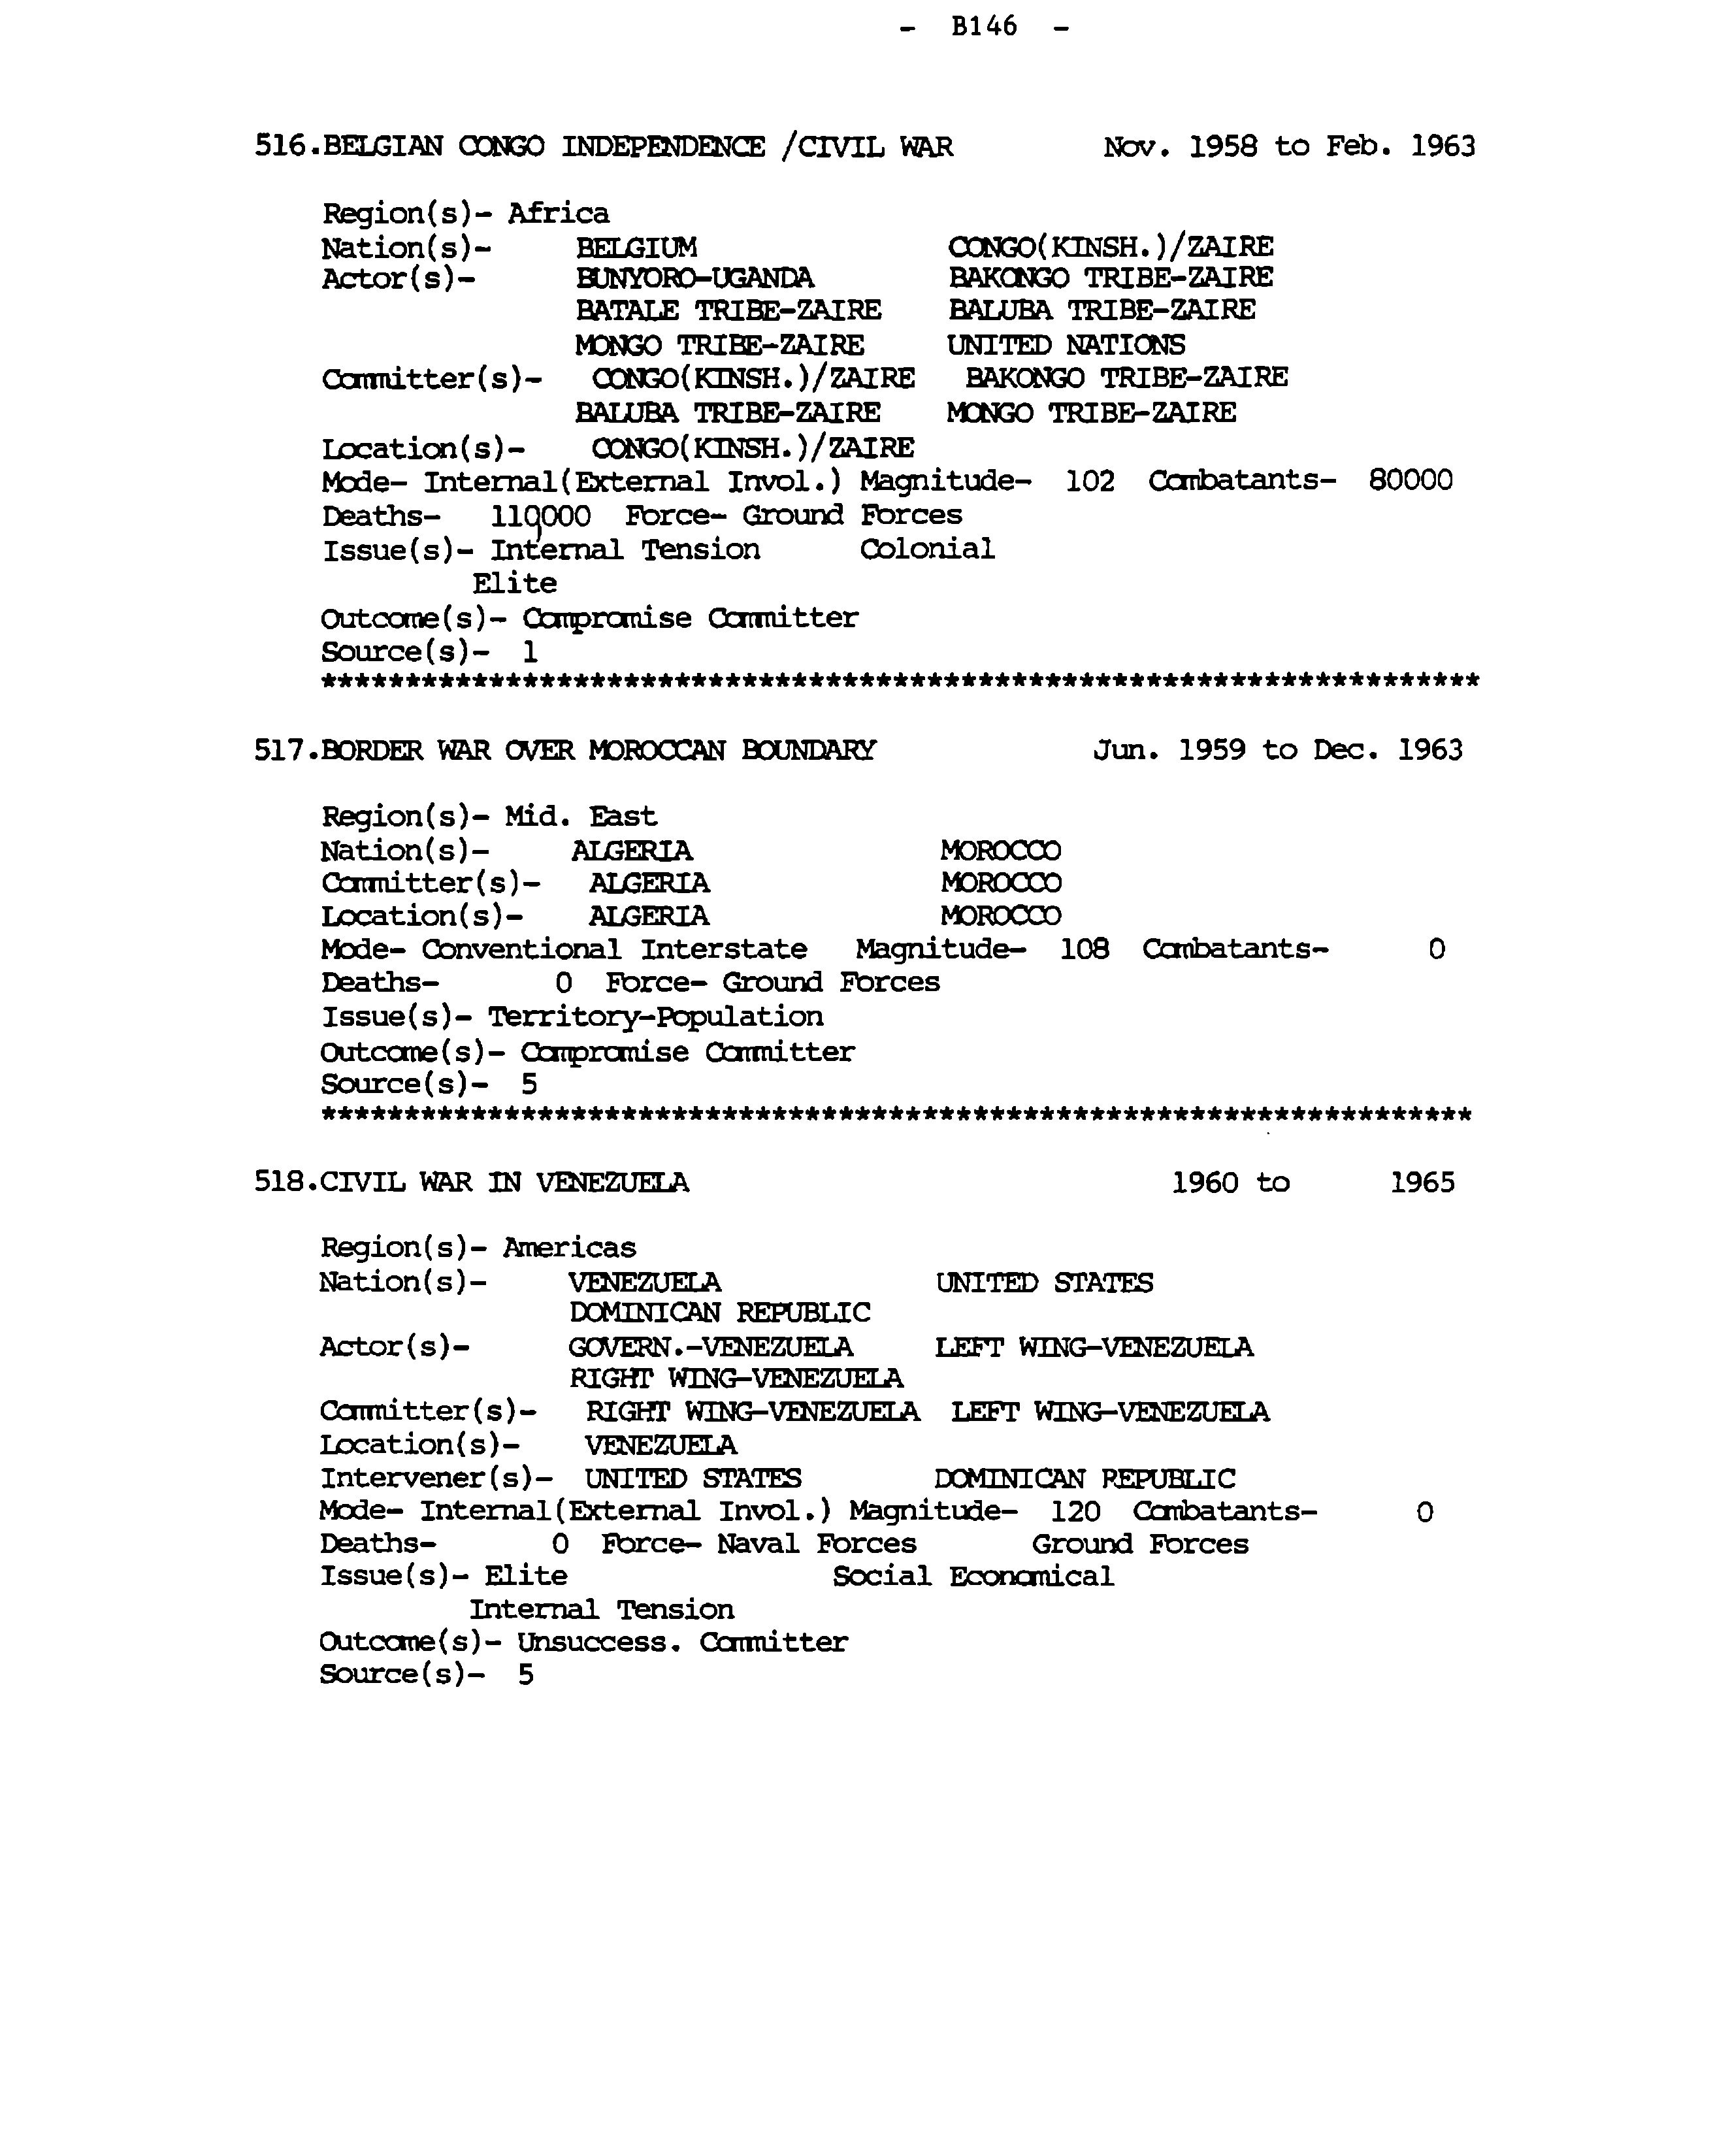 - B146 -
516.BELGIAN CONGO INDEPENDENCE /CIVIL WAR Nov. 1958 to Feb. 1963
Region(s)- Africa
Nation(s)- BELGIUM CONGO(KINSH.)/ZAIRE
Actor(s)- BUNYORO-UGANDA BAKONGO TRIBE-ZAIRE
BATALE TRIBE-ZAIRE BALUBA TRIBE-ZAIRE
MONGO TRIBE-ZAIRE UNITED NATIONS
Committer(s)- CONGO(KINSH.)/ZAIRE BAKONGO TRIBE-ZAIRE
BALUBA TRIBE-ZAIRE MONGO TRIBE-ZAIRE
Location(s)- CONGO(KINSH.)/ZAIRE
Mode- Internal(External Invol.) Magnitude- 102 Combatants- 80000
Deaths- 110000 Force- Ground Forces
Issue(s)- Internal Tension Colonial
Elite
Outcome(s)- Compromise Committer
Source(s)- 1
*********************************************************************
517.BORDER WAR OVER MOROCCAN BOUNDARY Jun. 1959 to Dec. 1963
Region(s)- Mid. East
Nation(s)- ALGERIA MOROCCO
Committer(s)- ALGERIA MOROCCO
Location(s)- ALGERIA MOROCCO
Mode- Conventional Interstate Magnitude- 108 Combatants- 0
Deaths- 0 Force- Ground Forces
Issue(s)- Territory-Population
Outcome(s)- Compromise Committer
Source(s)- 5
*********************************************************************
518.CIVIL WAR IN VENEZUELA 1960 to 1965
Region(s)- Americas
Nation(s)- VENEZUELA UNITED STATES
DOMINICAN REPUBLIC
Actor(s)- GOVERN.-VENEZUELA LEFT WING-VENEZUELA
RIGHT WING-VENEZUELA
Committer(s)- RIGHT WING-VENEZUELA LEFT WING-VENEZUELA
Location(s)- VENEZUELA
Intervener(s)- UNITED STATES DOMINICAN REPUBLIC
Mode- Internal(External Invol.) Magnitude- 120 Combatants- 0
Deaths- 0 Force- Naval Forces Ground Forces
Issue(s)- Elite Social Economical
Internal Tension
Outcome(s)- Unsuccess. Committer
Source(s)- 5